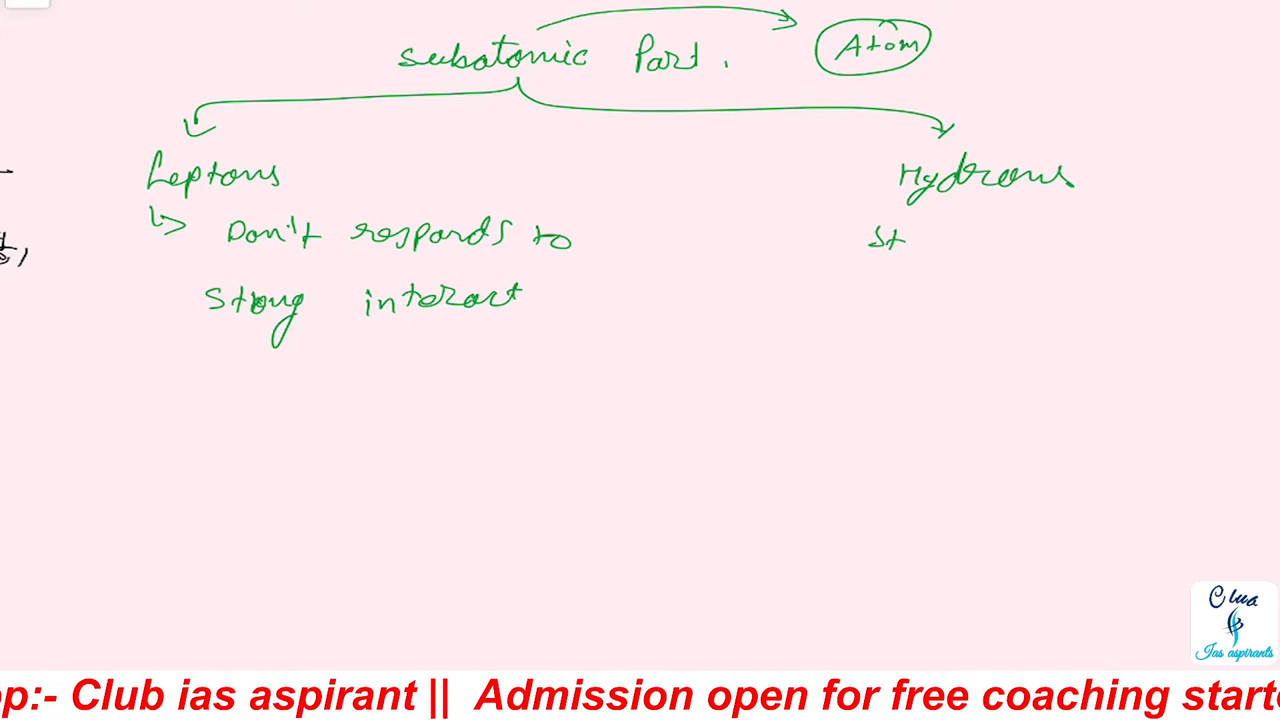 subatomic Part.
Atom
Leptons
Hydrons
Don't responds to
St
Strong interact
Club
Ias aspirants
op:- Club ias aspirant || Admission open for free coaching starte